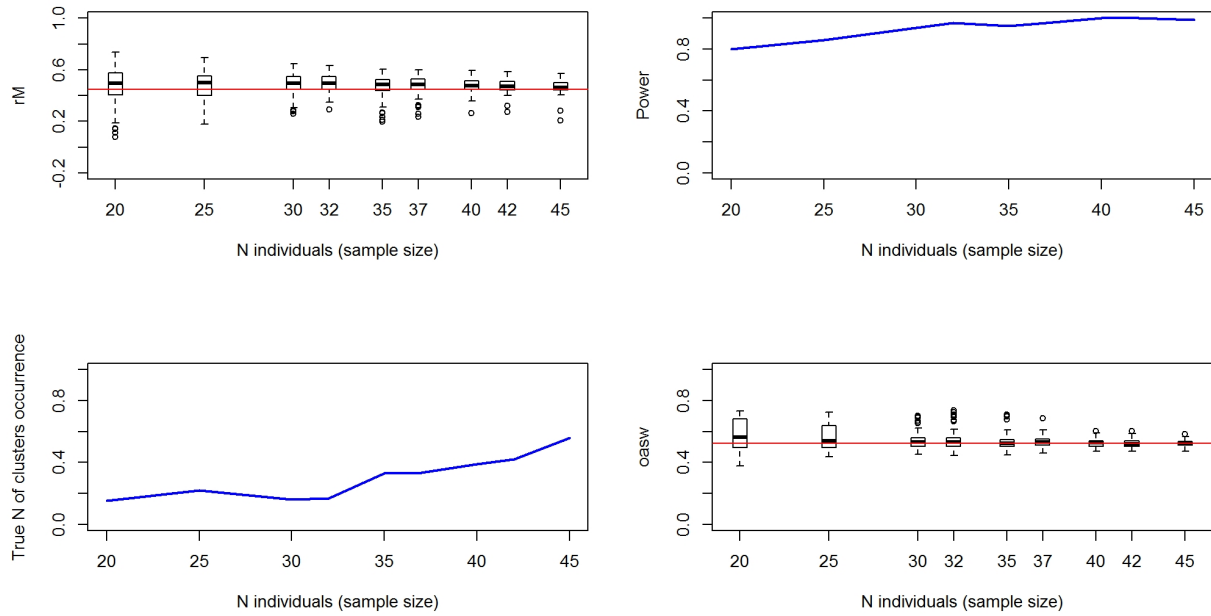 rM
1.0
0.6
0.2
-0.2
20 25 30 32 35 37 40 42 45
N individuals (sample size)
Power
0.8
0.4
0.0
20 25 30 35 40 45
N individuals (sample size)
True N of clusters occurrence
0.8
0.4
0.0
20 25 30 35 40 45
N individuals (sample size)
oasw
0.8
0.4
0.0
20 25 30 32 35 37 40 42 45
N individuals (sample size)